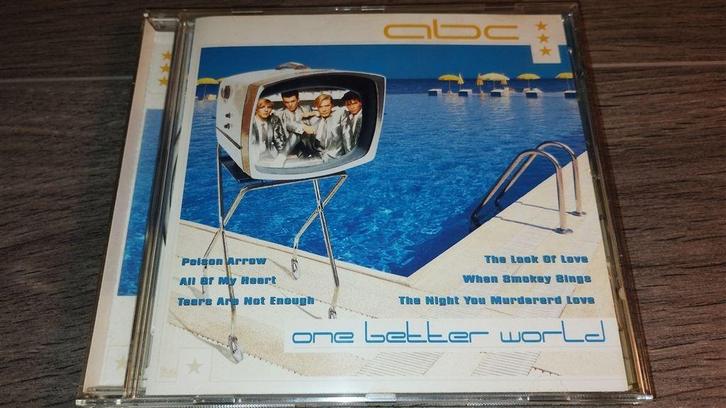 abc
Poison Arrow
All Of My Heart
Tears Are Not Enough
The Look Of Love
When Smokey Sings
The Night You Murdererd Love
one better world